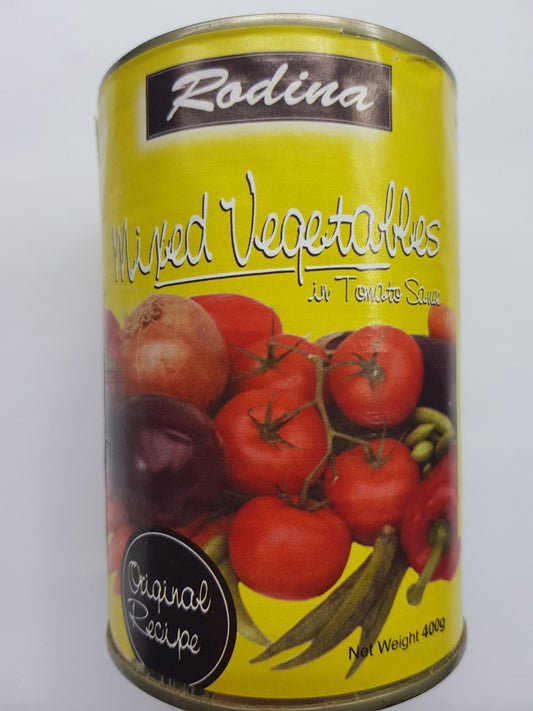 Rodina
Mixed Vegetables
in Tomato Sauce
Original
Recipe
Net Weight 400g